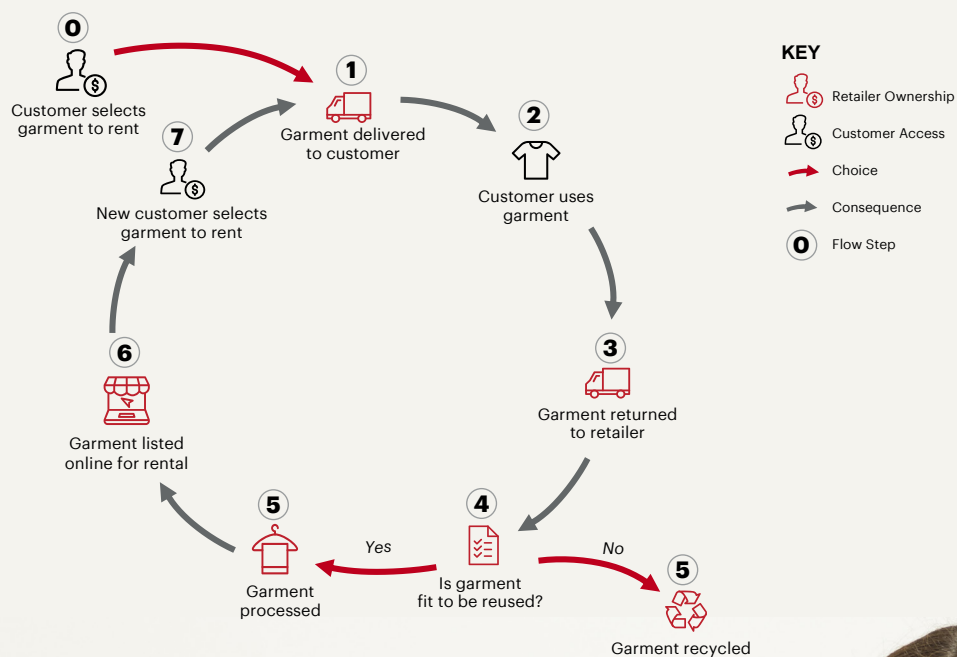 0
Customer selects
garment to rent
1
Garment delivered
to customer
2
Customer uses
garment
3
Garment returned
to retailer
4
Is garment
fit to be reused?
Yes
5
Garment
processed
No
5
Garment recycled
6
Garment listed
online for rental
7
New customer selects
garment to rent
KEY
$ Retailer Ownership
$ Customer Access
Choice
Consequence
0 Flow Step